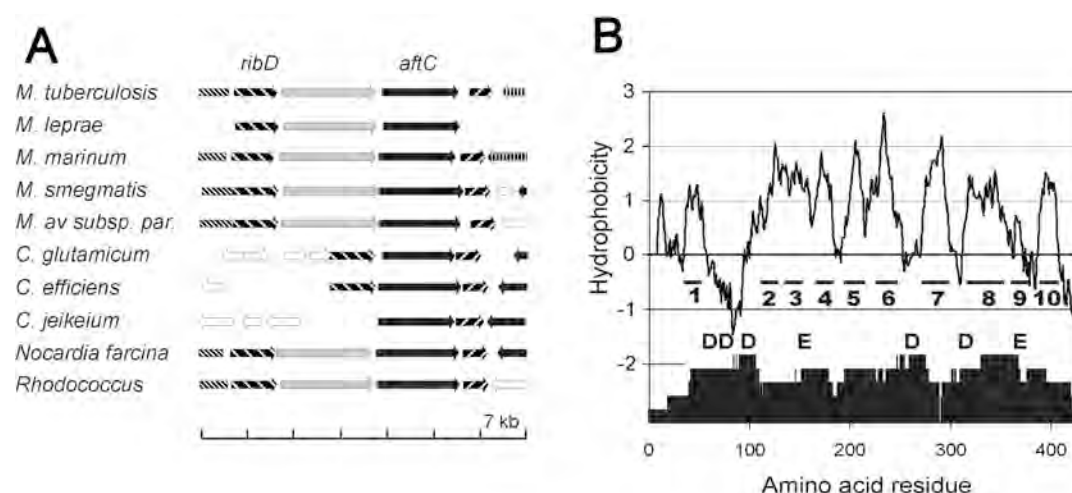 A
ribD aftC
M. tuberculosis
M. leprae
M. marinum
M. smegmatis
M. av subsp. par.
C. glutamicum
C. efficiens
C. jeikeium
Nocardia farcina
Rhodococcus
7 kb
B
Hydrophobicity
3
2
1
0
-1
-2
1 2 3 4 5 6 7 8 9 10
D D D E D D E
0 100 200 300 400
Amino acid residue